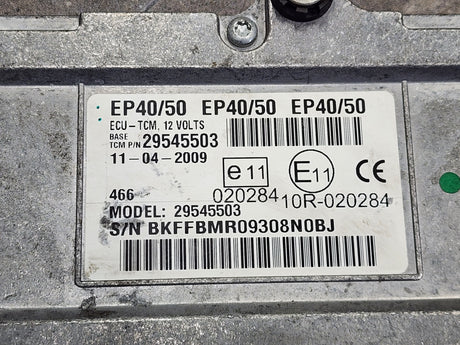 EP40/50 EP40/50 EP40/50
ECU-TCM, 12 VOLTS
BASE
TCM P/N 29545503
11-04-2009
e11
E11
CE
466
020284
10R-020284
MODEL: 29545503
S/N BKFFBMR09308N0BJ